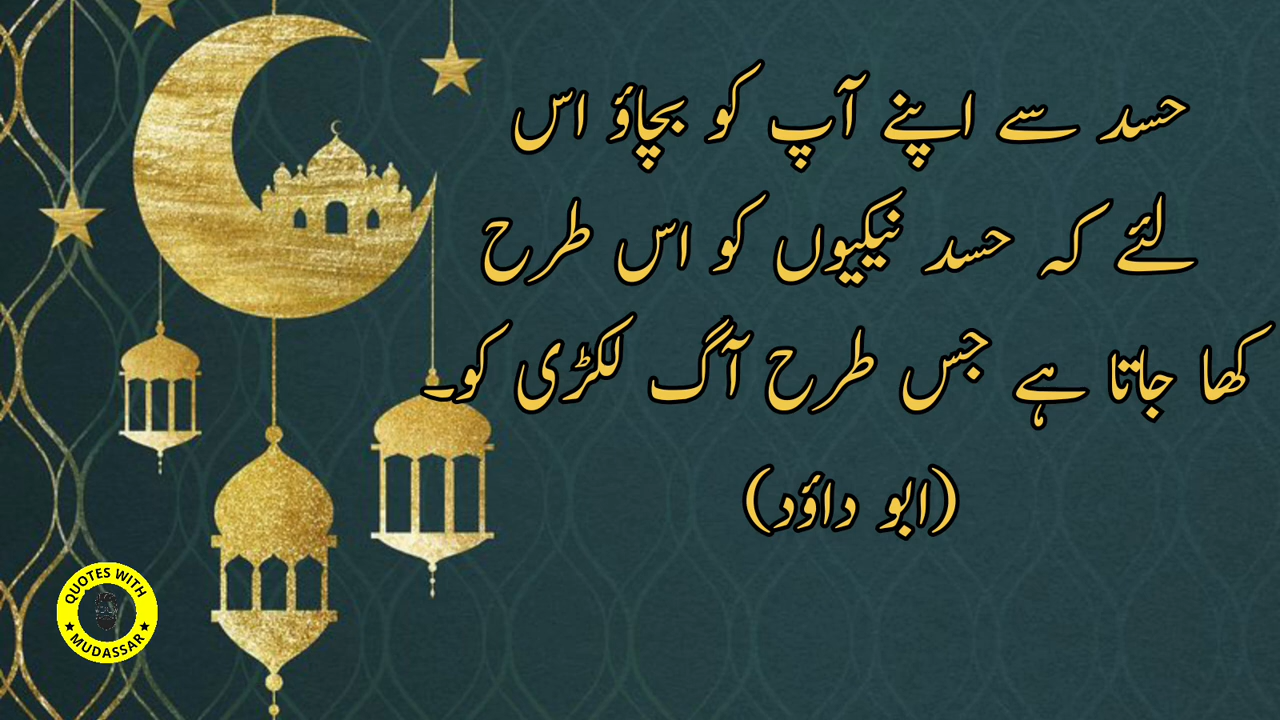 حسد سے اپنے آپ کو بچاؤ اس
لئے کہ حسد نیکیوں کو اس طرح
کھا جاتا ہے جس طرح آگ لکڑی کو۔
(ابو داؤد)
QUOTES WITH
MUDASSAR